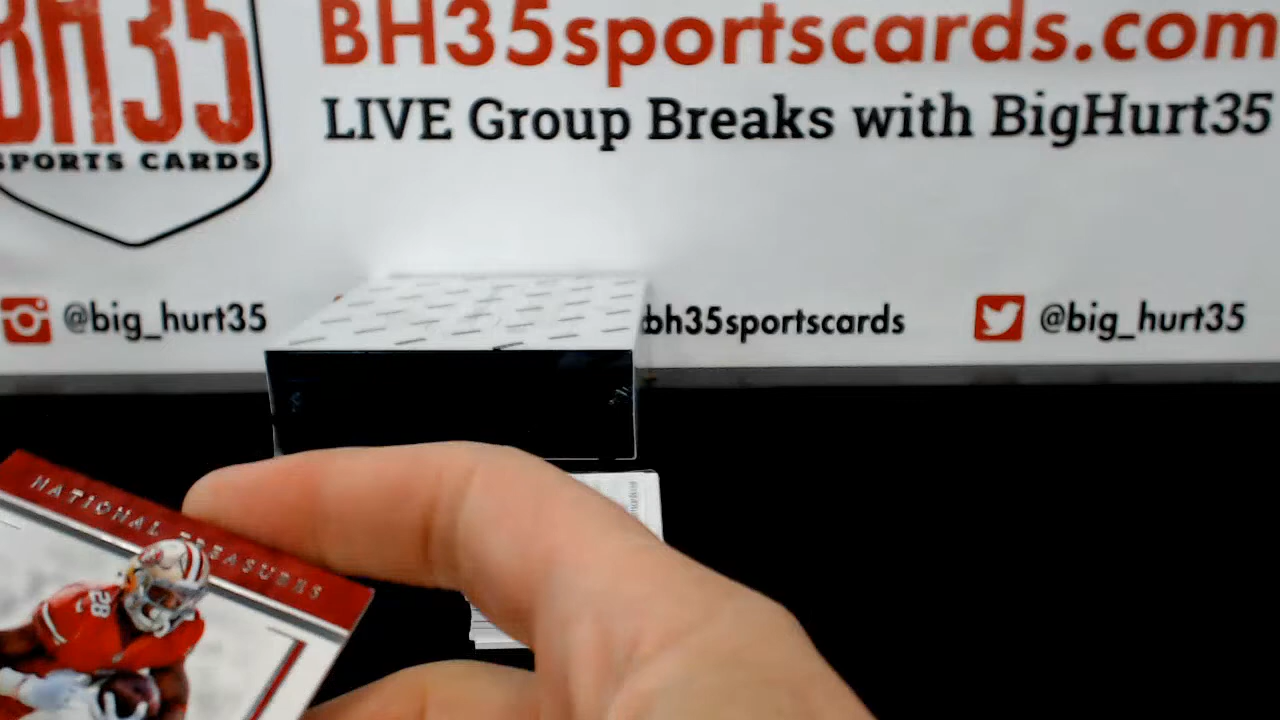 BH35
SPORTS CARDS
BH35sportscards.com
LIVE Group Breaks with BigHurt35
@big_hurt35
bh35sportscards
@big_hurt35
NATIONAL TREASURES
28